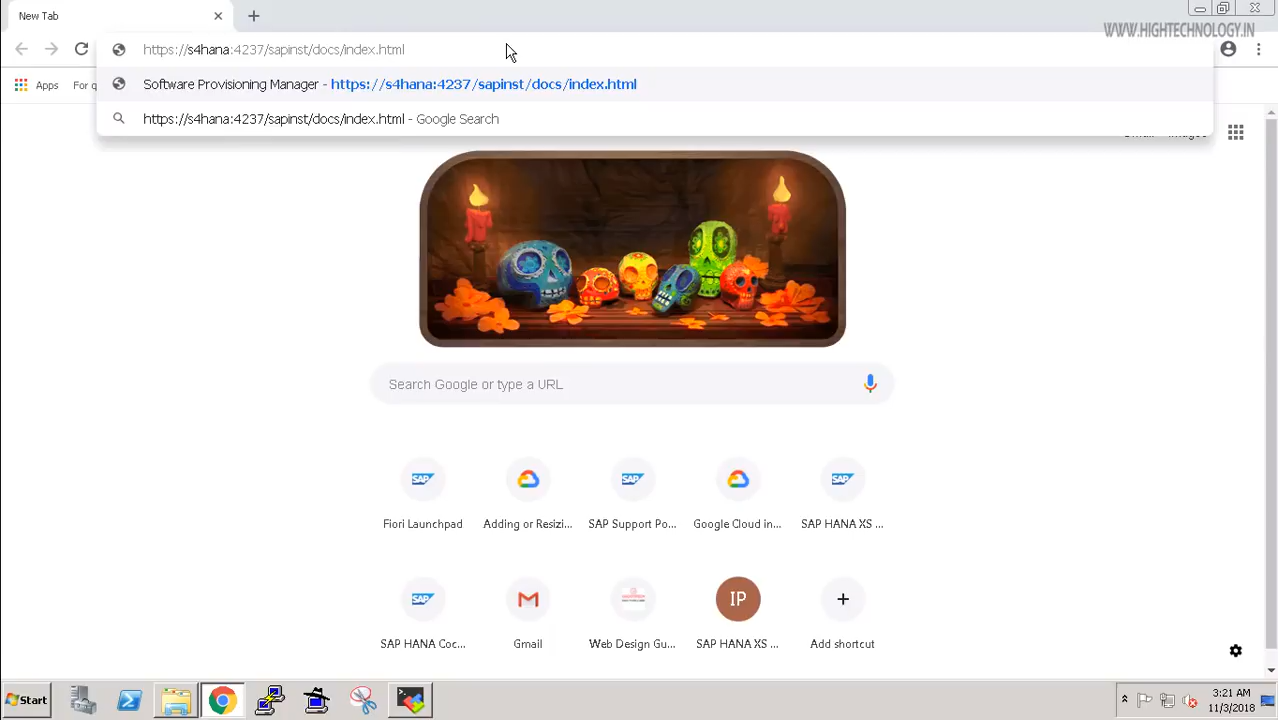 New Tab
WWW.HIGHTECHNOLOGY.IN
https://s4hana:4237/sapinst/docs/index.html
Apps
For q
Software Provisioning Manager - https://s4hana:4237/sapinst/docs/index.html
https://s4hana:4237/sapinst/docs/index.html - Google Search
Gmail Images
Search Google or type a URL
SAP SAP SAP
Fiori Launchpad Adding or Resizi... SAP Support Po... Google Cloud in... SAP HANA XS ...
SAP IP
SAP HANA Coc... Gmail Web Design Gu... SAP HANA XS ... Add shortcut
Start
3:21 AM
11/3/2018